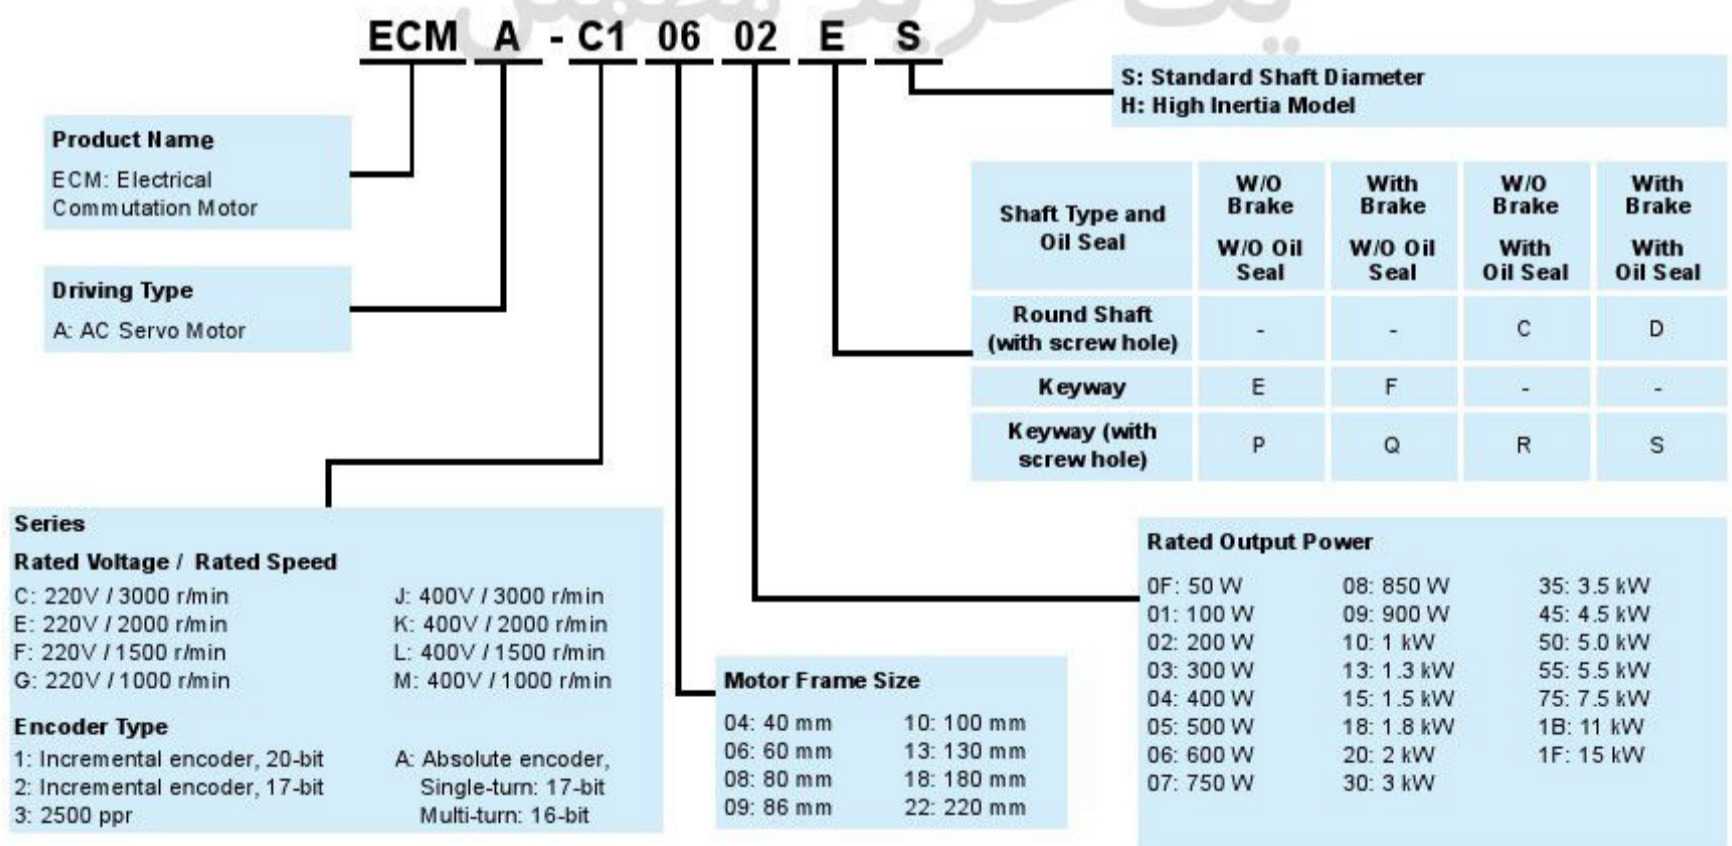 ECM A - C1 06 02 E S
S: Standard Shaft Diameter
H: High Inertia Model
Product Name
ECM: Electrical
Commutation Motor
Driving Type
A: AC Servo Motor
Shaft Type and
Oil Seal
W/O
Brake
W/O Oil
Seal
With
Brake
W/O Oil
Seal
W/O
Brake
With
Oil Seal
With
Brake
With
Oil Seal
Round Shaft
(with screw hole)
- - C D
Keyway E F - -
Keyway (with
screw hole)
P Q R S
Series
Rated Voltage / Rated Speed
C: 220V / 3000 r/min
E: 220V / 2000 r/min
F: 220V / 1500 r/min
G: 220V / 1000 r/min
J: 400V / 3000 r/min
K: 400V / 2000 r/min
L: 400V / 1500 r/min
M: 400V / 1000 r/min
Encoder Type
1: Incremental encoder, 20-bit
2: Incremental encoder, 17-bit
3: 2500 ppr
A: Absolute encoder,
Single-turn: 17-bit
Multi-turn: 16-bit
Motor Frame Size
04: 40 mm
06: 60 mm
08: 80 mm
09: 86 mm
10: 100 mm
13: 130 mm
18: 180 mm
22: 220 mm
Rated Output Power
0F: 50 W
01: 100 W
02: 200 W
03: 300 W
04: 400 W
05: 500 W
06: 600 W
07: 750 W
08: 850 W
09: 900 W
10: 1 kW
13: 1.3 kW
15: 1.5 kW
18: 1.8 kW
20: 2 kW
30: 3 kW
35: 3.5 kW
45: 4.5 kW
50: 5.0 kW
55: 5.5 kW
75: 7.5 kW
1B: 11 kW
1F: 15 kW